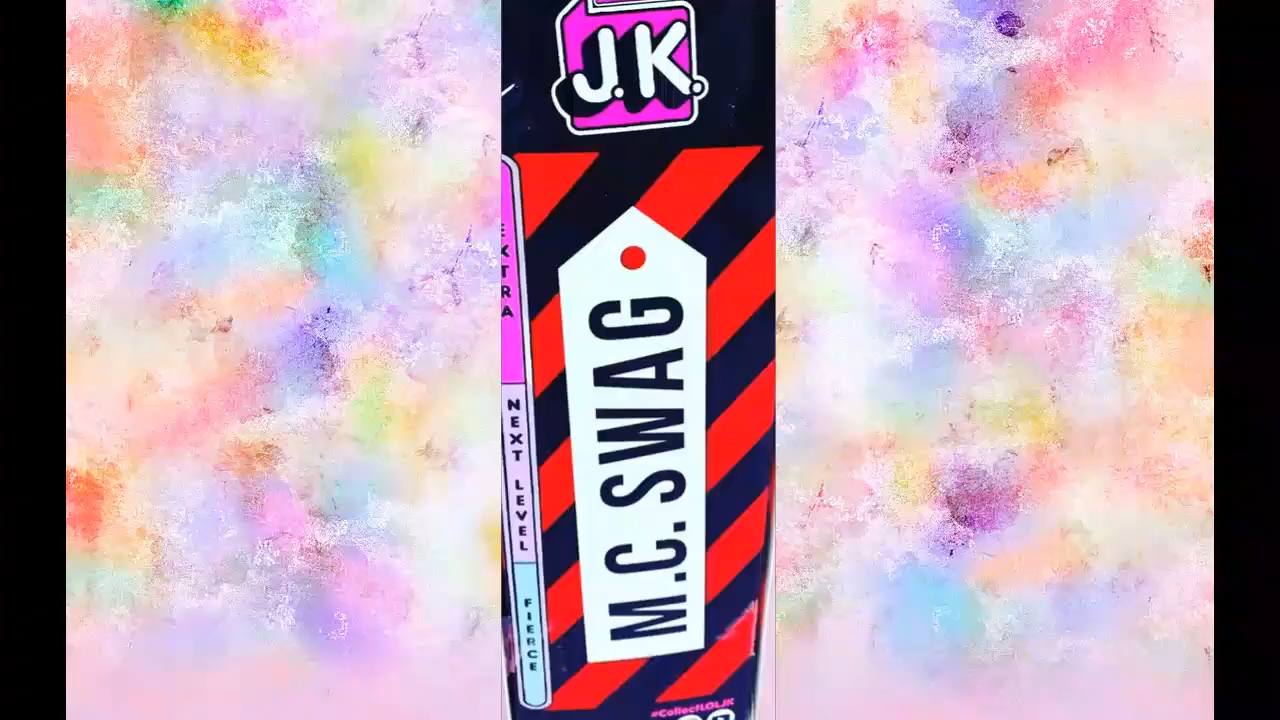 J.K.
EXTRA
NEXT LEVEL
FIERCE
M.C. SWAG
#CollectLOLJK